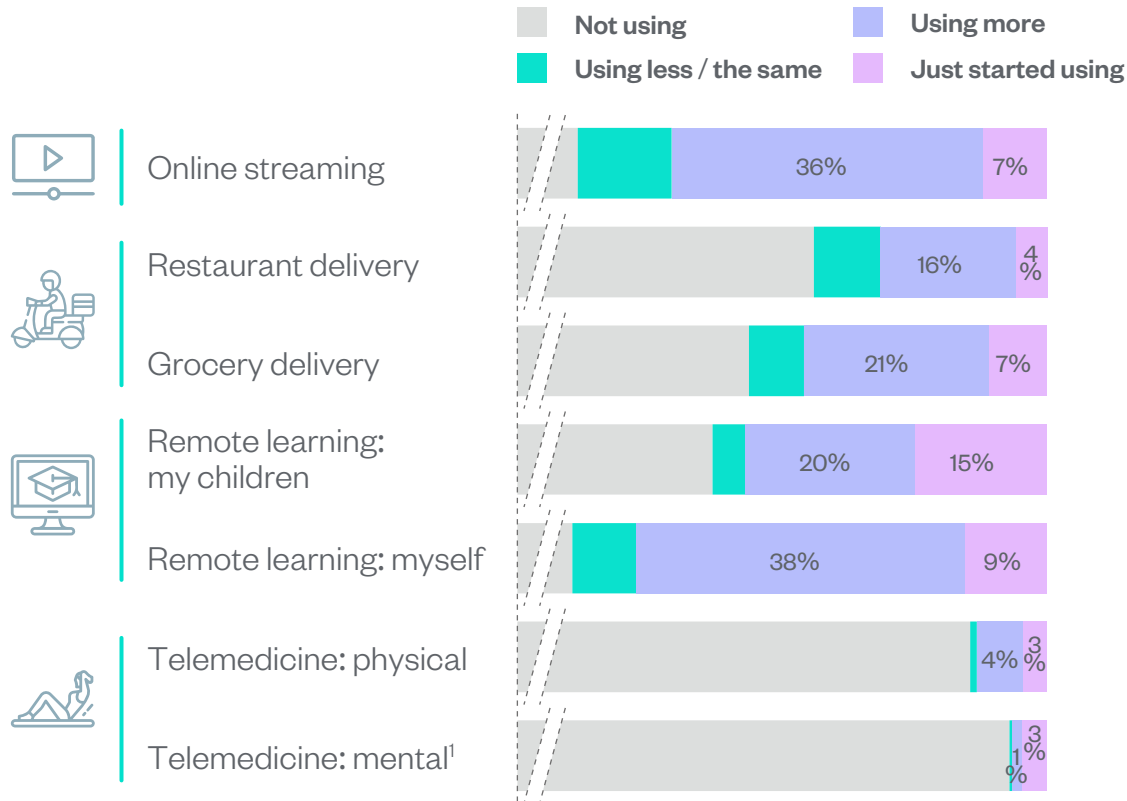 Not using
Using more
Using less / the same
Just started using
Online streaming
36%
7%
Restaurant delivery
16%
4
%
Grocery delivery
21%
7%
Remote learning:
my children
20%
15%
Remote learning: myself
38%
9%
Telemedicine: physical
4%
3
%
Telemedicine: mental¹
1
%
3
%